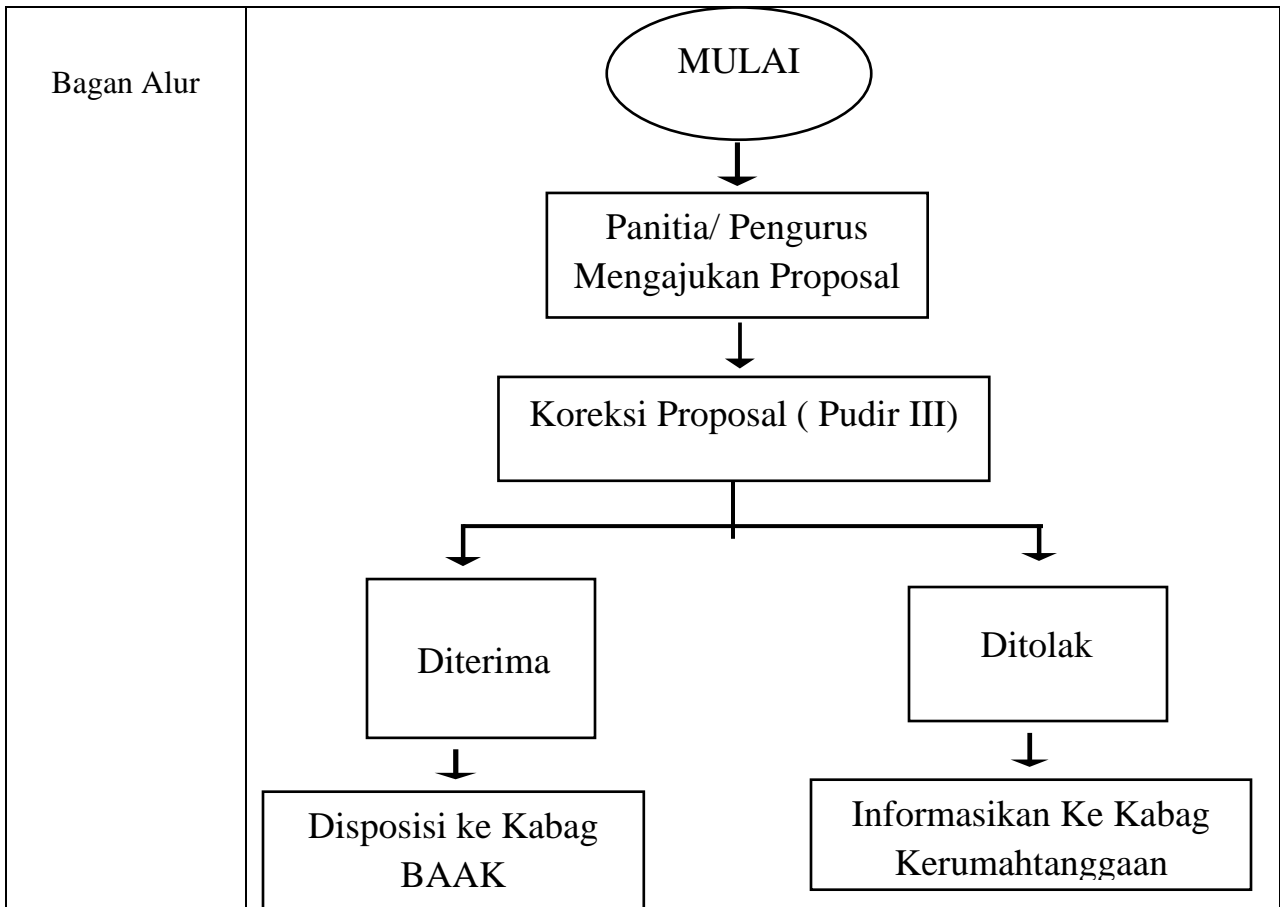 Bagan Alur
MULAI
Panitia/ Pengurus
Mengajukan Proposal
Koreksi Proposal ( Pudir III)
Diterima
Ditolak
Disposisi ke Kabag
BAAK
Informasikan Ke Kabag
Kerumahtanggaan